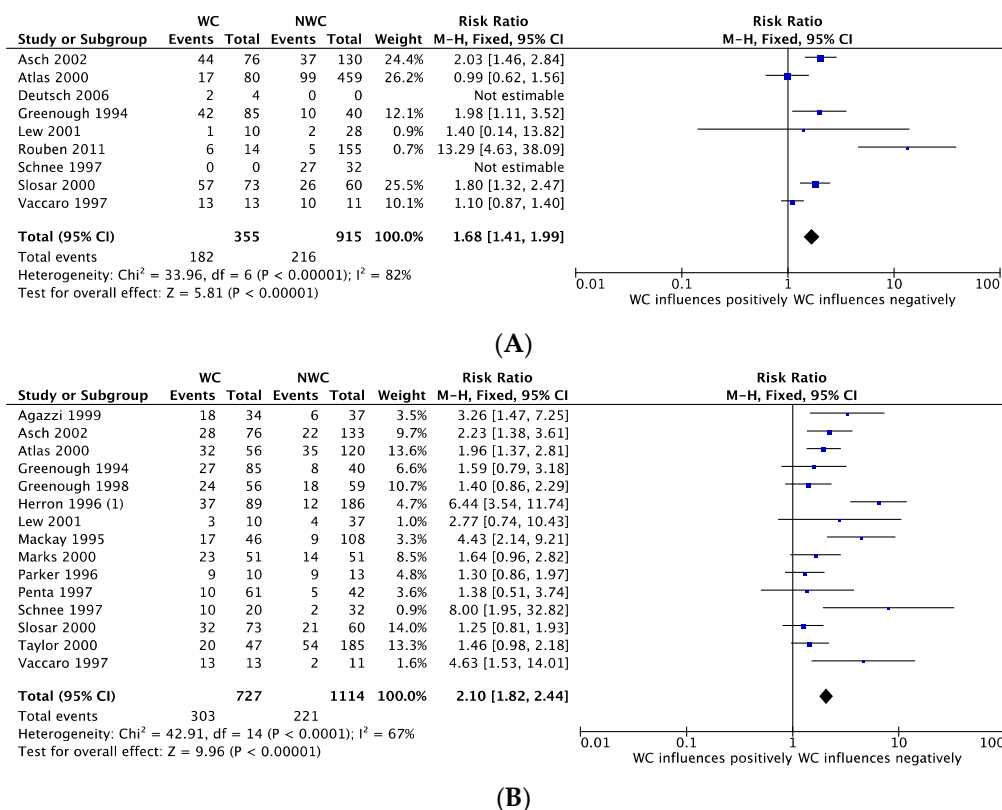 WC NWC Risk Ratio Risk Ratio
Study or Subgroup Events Total Events Total Weight M-H, Fixed, 95% CI M-H, Fixed, 95% CI
Asch 2002 44 76 37 130 24.4% 2.03 [1.46, 2.84]
Atlas 2000 17 80 99 459 26.2% 0.99 [0.62, 1.56]
Deutsch 2006 2 4 0 0 Not estimable
Greenough 1994 42 85 10 40 12.1% 1.98 [1.11, 3.52]
Lew 2001 1 10 2 28 0.9% 1.40 [0.14, 13.82]
Rouben 2011 6 14 5 155 0.7% 13.29 [4.63, 38.09]
Schnee 1997 0 0 27 32 Not estimable
Slosar 2000 57 73 26 60 25.5% 1.80 [1.32, 2.47]
Vaccaro 1997 13 13 10 11 10.1% 1.10 [0.87, 1.40]
Total (95% CI) 355 915 100.0% 1.68 [1.41, 1.99]
Total events 182 216
Heterogeneity: Chi² = 33.96, df = 6 (P < 0.00001); I² = 82%
Test for overall effect: Z = 5.81 (P < 0.00001)
0.01 0.1 1 10 100
WC influences positively WC influences negatively
(A)
WC NWC Risk Ratio Risk Ratio
Study or Subgroup Events Total Events Total Weight M-H, Fixed, 95% CI M-H, Fixed, 95% CI
Agazzi 1999 18 34 6 37 3.5% 3.26 [1.47, 7.25]
Asch 2002 28 76 22 133 9.7% 2.23 [1.38, 3.61]
Atlas 2000 32 56 35 120 13.6% 1.96 [1.37, 2.81]
Greenough 1994 27 85 8 40 6.6% 1.59 [0.79, 3.18]
Greenough 1998 24 56 18 59 10.7% 1.40 [0.86, 2.29]
Herron 1996 (1) 37 89 12 186 4.7% 6.44 [3.54, 11.74]
Lew 2001 3 10 4 37 1.0% 2.77 [0.74, 10.43]
Mackay 1995 17 46 9 108 3.3% 4.43 [2.14, 9.21]
Marks 2000 23 51 14 51 8.5% 1.64 [0.96, 2.82]
Parker 1996 9 10 9 13 4.8% 1.30 [0.86, 1.97]
Penta 1997 10 61 5 42 3.6% 1.38 [0.51, 3.74]
Schnee 1997 10 20 2 32 0.9% 8.00 [1.95, 32.82]
Slosar 2000 32 73 21 60 14.0% 1.25 [0.81, 1.93]
Taylor 2000 20 47 54 185 13.3% 1.46 [0.98, 2.18]
Vaccaro 1997 13 13 2 11 1.6% 4.63 [1.53, 14.01]
Total (95% CI) 727 1114 100.0% 2.10 [1.82, 2.44]
Total events 303 221
Heterogeneity: Chi² = 42.91, df = 14 (P < 0.0001); I² = 67%
Test for overall effect: Z = 9.96 (P < 0.00001)
0.01 0.1 1 10 100
WC influences positively WC influences negatively
(B)